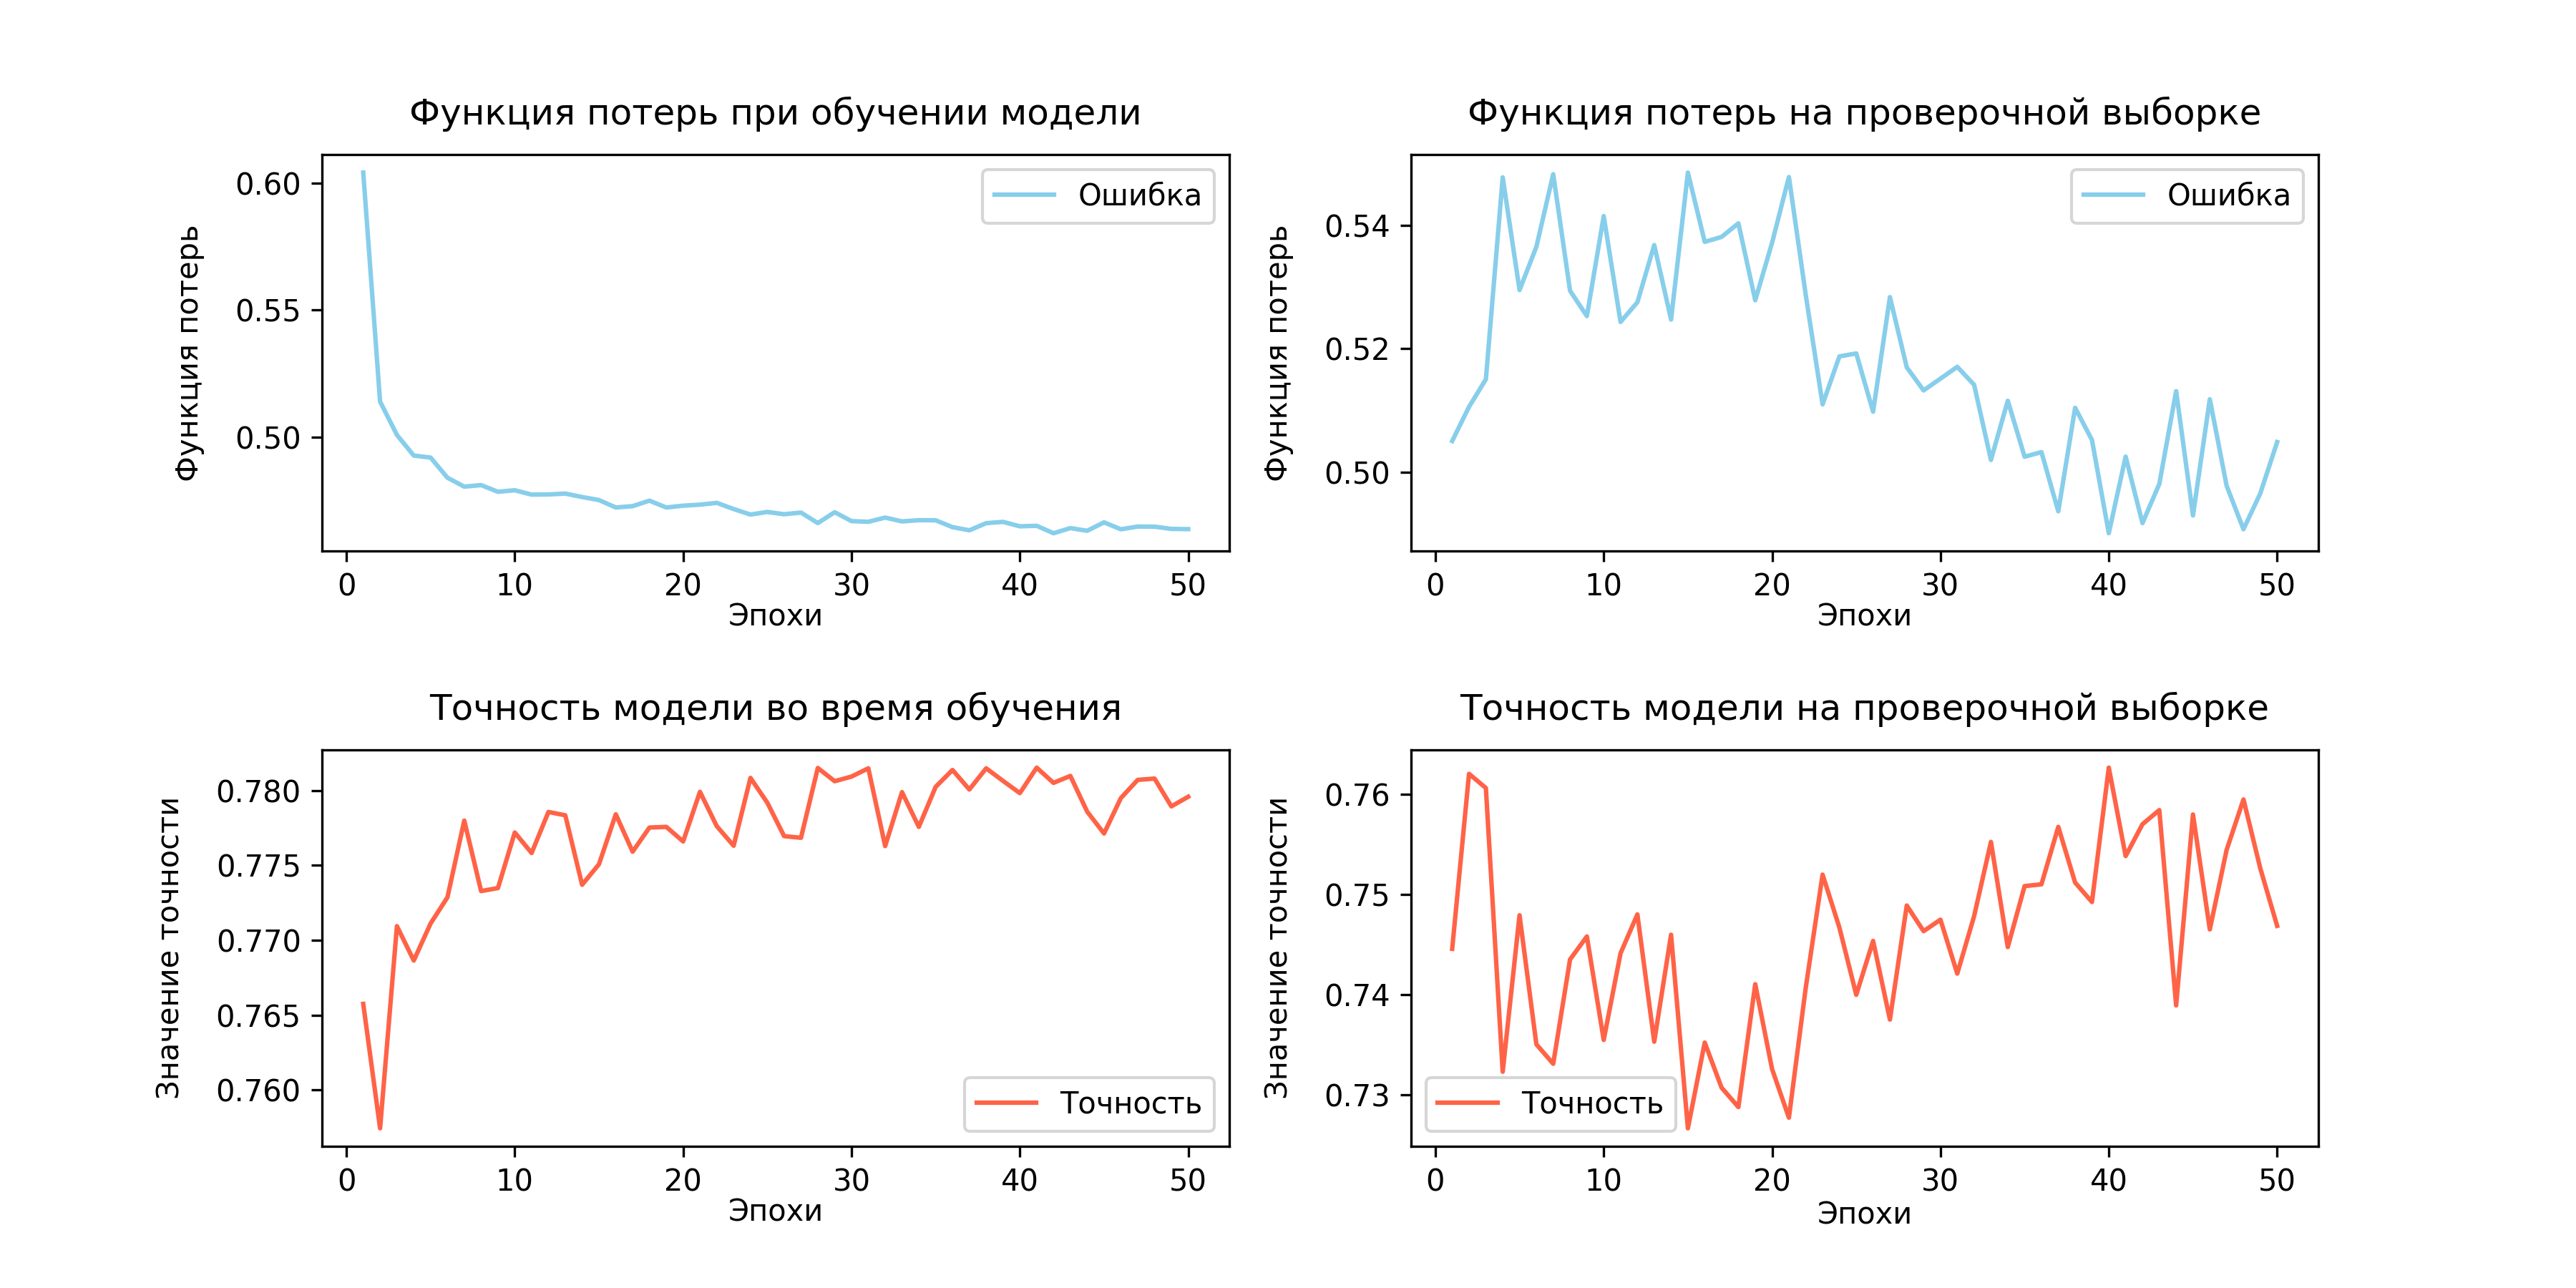 Функция потерь при обучении модели
Функция потерь
0.60
0.55
0.50
Ошибка
0 10 20 30 40 50
Эпохи
Функция потерь на проверочной выборке
Функция потерь
0.54
0.52
0.50
Ошибка
0 10 20 30 40 50
Эпохи
Точность модели во время обучения
Значение точности
0.780
0.775
0.770
0.765
0.760
Точность
0 10 20 30 40 50
Эпохи
Точность модели на проверочной выборке
Значение точности
0.76
0.75
0.74
0.73
Точность
0 10 20 30 40 50
Эпохи